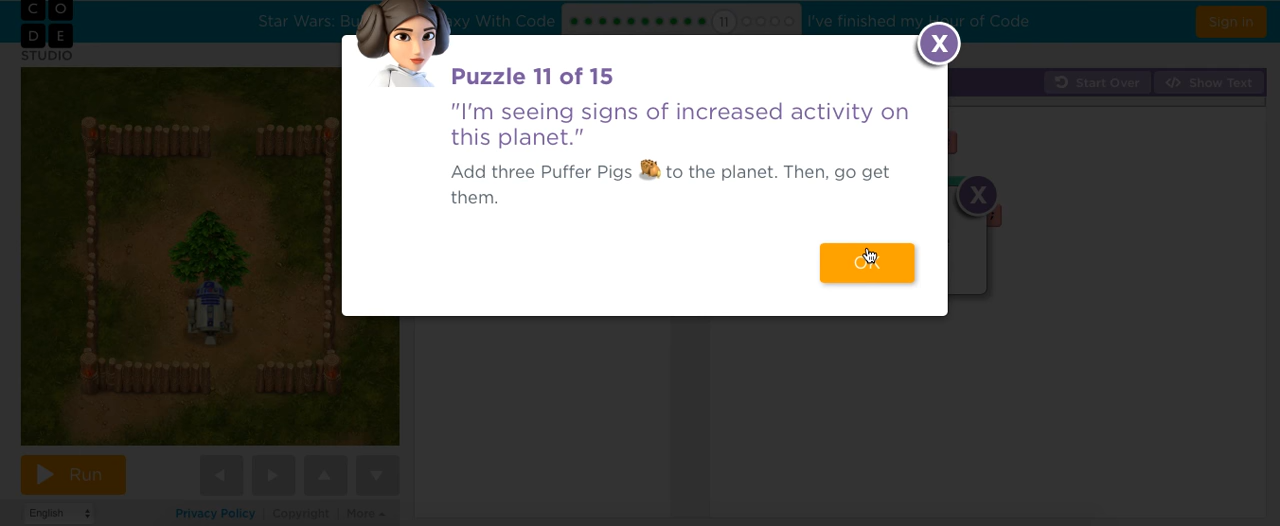 C O
D E
STUDIO
Star Wars: Bu
xy With Code
11
I've finished my
ur of Code
Sign In
X
Puzzle 11 of 15
"I'm seeing signs of increased activity on
this planet."
Add three Puffer Pigs to the planet. Then, go get
them.
OK
Start Over
</> Show Text
X
Run
English
Privacy Policy | Copyright | More